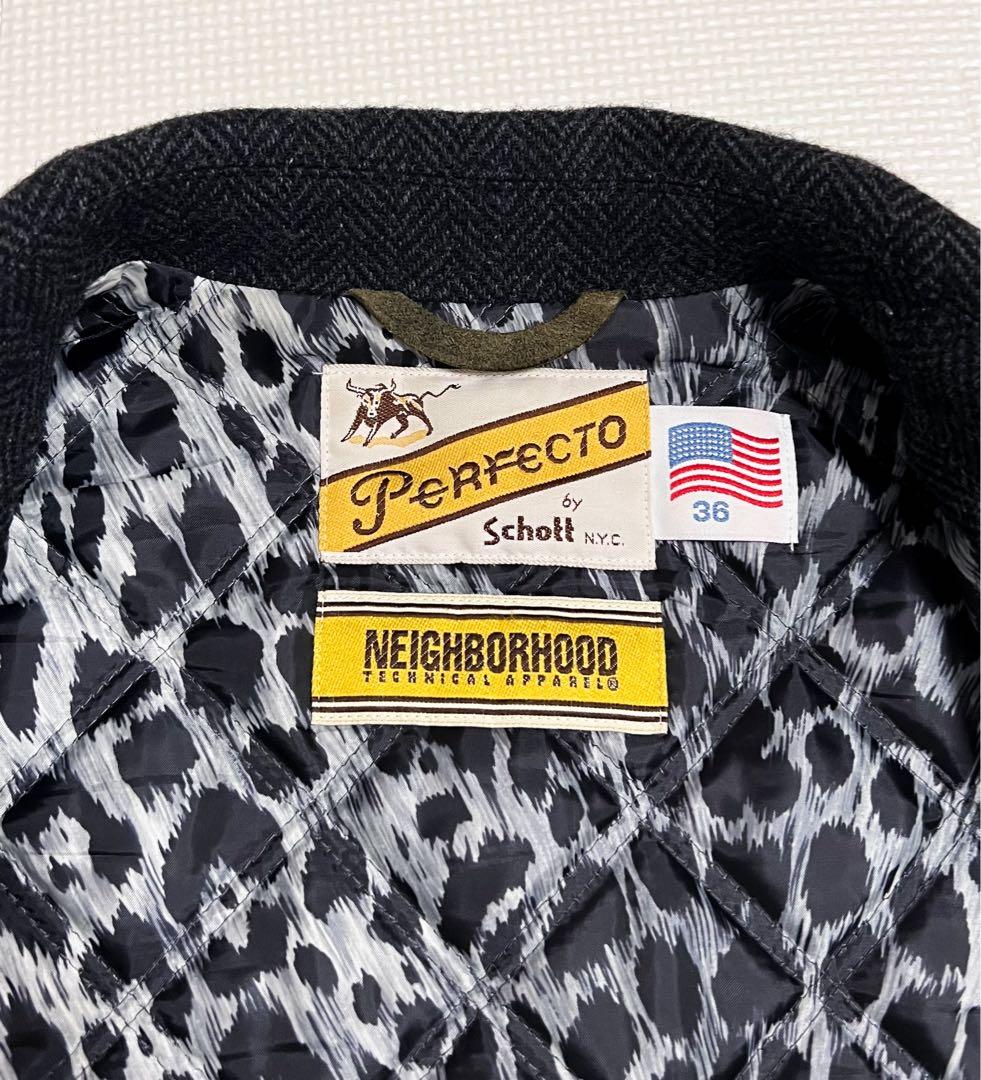 PERFECTO
by
Schott N.Y.C.
36
NEIGHBORHOOD
TECHNICAL APPAREL®